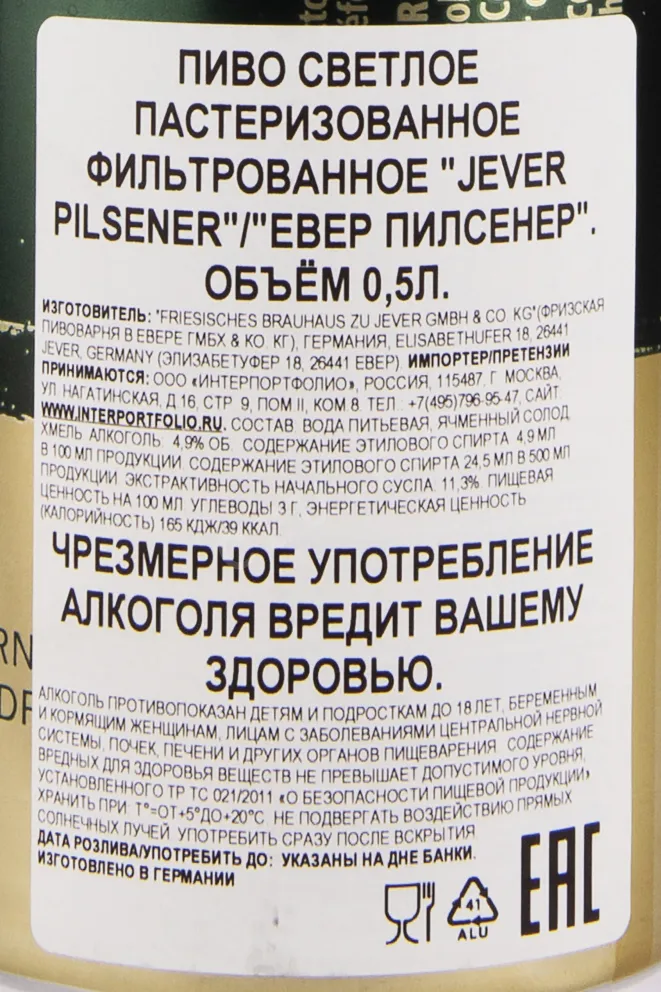 ПИВО СВЕТЛОЕ
ПАСТЕРИЗОВАННОЕ
ФИЛЬТРОВАННОЕ "JEVER
PILSENER"/"ЕВЕР ПИЛСЕНЕР".
ОБЪЁМ 0,5Л.
ИЗГОТОВИТЕЛЬ: "FRIESISCHES BRAUHAUS ZU JEVER GMBH & CO. KG"(ФРИЗСКАЯ
ПИВОВАРНЯ В ЕВЕРЕ ГМБХ & КО. КГ), ГЕРМАНИЯ, ELISABETHUFER 18, 26441
JEVER, GERMANY (ЭЛИЗАБЕТУФЕР 18, 26441 ЕВЕР). ИМПОРТЕР/ПРЕТЕНЗИИ
ПРИНИМАЮТСЯ: ООО «ИНТЕРПОРТФОЛИО», РОССИЯ, 115487, Г. МОСКВА,
УЛ. НАГАТИНСКАЯ, Д.16, СТР. 9, ПОМ.II, КОМ.8. ТЕЛ.: +7(495)796-95-47, САЙТ:
WWW.INTERPORTFOLIO.RU. СОСТАВ: ВОДА ПИТЬЕВАЯ, ЯЧМЕННЫЙ СОЛОД,
ХМЕЛЬ. АЛКОГОЛЬ: 4,9% ОБ. СОДЕРЖАНИЕ ЭТИЛОВОГО СПИРТА: 4,9 МЛ
В 100 МЛ ПРОДУКЦИИ. СОДЕРЖАНИЕ ЭТИЛОВОГО СПИРТА 24,5 МЛ В 500 МЛ
ПРОДУКЦИИ. ЭКСТРАКТИВНОСТЬ НАЧАЛЬНОГО СУСЛА: 11,3%. ПИЩЕВАЯ
ЦЕННОСТЬ НА 100 МЛ: УГЛЕВОДЫ 3 Г, ЭНЕРГЕТИЧЕСКАЯ ЦЕННОСТЬ
(КАЛОРИЙНОСТЬ) 165 КДЖ/39 ККАЛ.
ЧРЕЗМЕРНОЕ УПОТРЕБЛЕНИЕ
АЛКОГОЛЯ ВРЕДИТ ВАШЕМУ
ЗДОРОВЬЮ.
АЛКОГОЛЬ ПРОТИВОПОКАЗАН ДЕТЯМ И ПОДРОСТКАМ ДО 18 ЛЕТ, БЕРЕМЕННЫМ
И КОРМЯЩИМ ЖЕНЩИНАМ, ЛИЦАМ С ЗАБОЛЕВАНИЯМИ ЦЕНТРАЛЬНОЙ НЕРВНОЙ
СИСТЕМЫ, ПОЧЕК, ПЕЧЕНИ И ДРУГИХ ОРГАНОВ ПИЩЕВАРЕНИЯ. СОДЕРЖАНИЕ
ВРЕДНЫХ ДЛЯ ЗДОРОВЬЯ ВЕЩЕСТВ НЕ ПРЕВЫШАЕТ ДОПУСТИМОГО УРОВНЯ,
УСТАНОВЛЕННОГО ТР ТС 021/2011 «О БЕЗОПАСНОСТИ ПИЩЕВОЙ ПРОДУКЦИИ»
ХРАНИТЬ ПРИ: Т°=ОТ+5°ДО+20°С. НЕ ПОДВЕРГАТЬ ВОЗДЕЙСТВИЮ ПРЯМЫХ
СОЛНЕЧНЫХ ЛУЧЕЙ. УПОТРЕБИТЬ СРАЗУ ПОСЛЕ ВСКРЫТИЯ
ДАТА РОЗЛИВА/УПОТРЕБИТЬ ДО: УКАЗАНЫ НА ДНЕ БАНКИ.
ИЗГОТОВЛЕНО В ГЕРМАНИИ
41
ALU
EAC